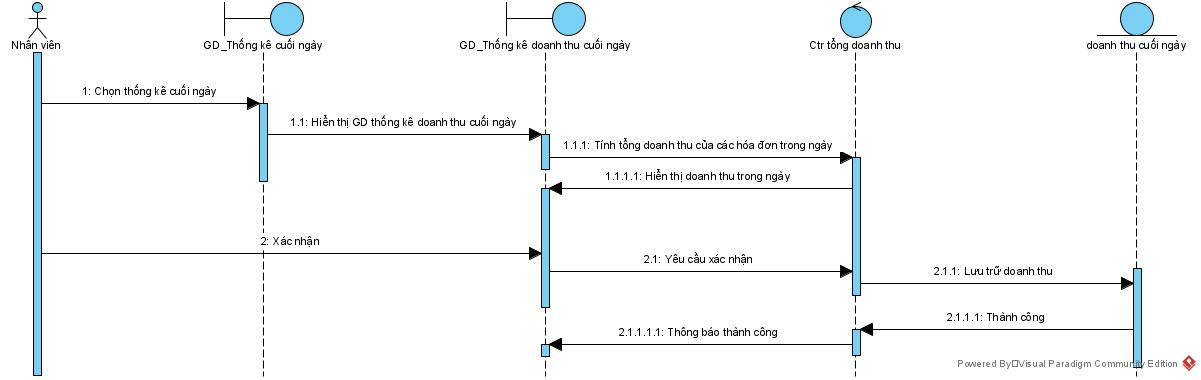 Nhân viên
GD_Thống kê cuối ngày
GD_Thống kê doanh thu cuối ngày
Ctr tổng doanh thu
doanh thu cuối ngày
1: Chọn thống kê cuối ngày
1.1: Hiển thị GD thống kê doanh thu cuối ngày
1.1.1: Tính tổng doanh thu của các hóa đơn trong ngày
1.1.1.1: Hiển thị doanh thu trong ngày
2: Xác nhận
2.1: Yêu cầu xác nhận
2.1.1: Lưu trữ doanh thu
2.1.1.1: Thành công
2.1.1.1.1: Thông báo thành công
Powered By Visual Paradigm Community Edition